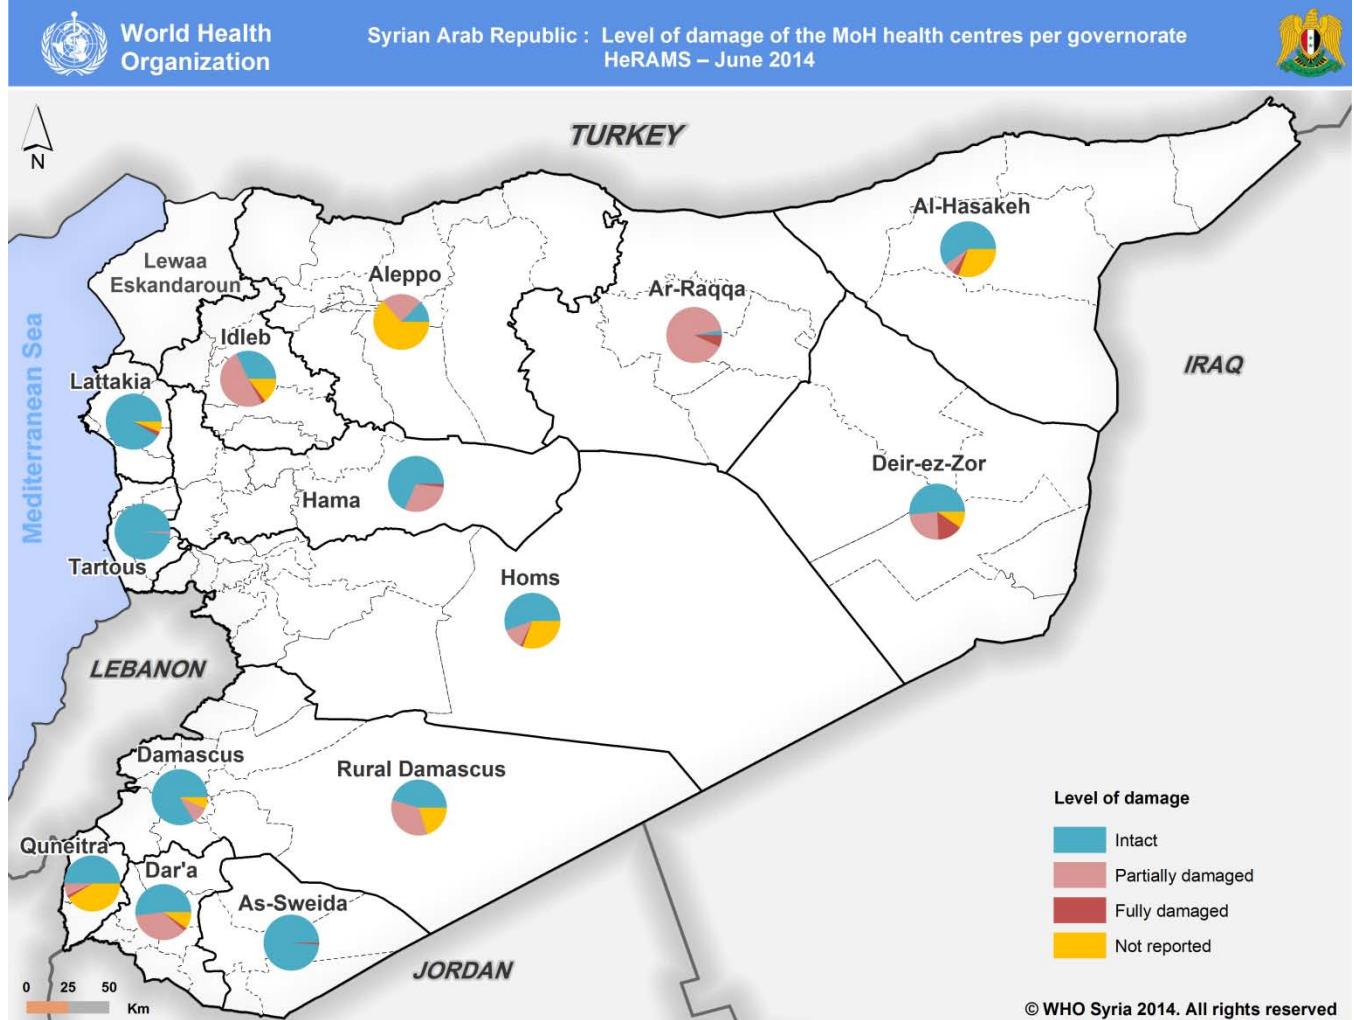 World Health
Organization
Syrian Arab Republic : Level of damage of the MoH health centres per governorate
HeRAMS – June 2014
N
TURKEY
Al-Hasakeh
Lewaa
Eskandaroun
Aleppo
Ar-Raqqa
Idleb
Mediterranean Sea
IRAQ
Lattakia
Deir-ez-Zor
Hama
Tartous
Homs
LEBANON
Damascus
Rural Damascus
Quneitra
Dar'a
As-Sweida
JORDAN
Level of damage
Intact
Partially damaged
Fully damaged
Not reported
0 25 50
Km
© WHO Syria 2014. All rights reserved